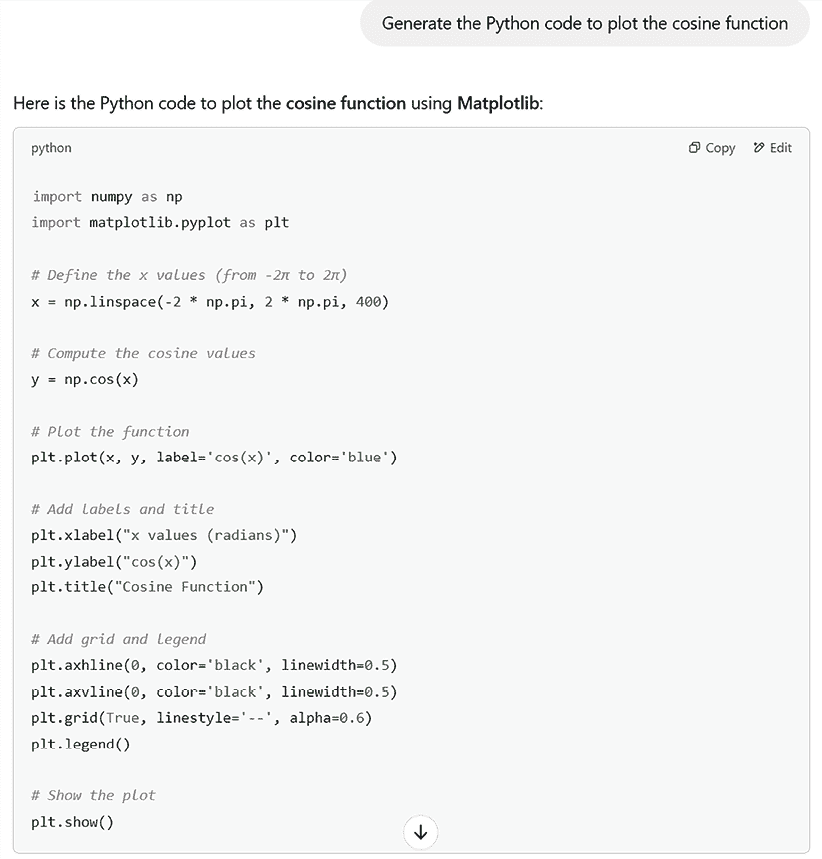 Generate the Python code to plot the cosine function
Here is the Python code to plot the cosine function using Matplotlib:
python
Copy
Edit
import numpy as np
import matplotlib.pyplot as plt
# Define the x values (from -2π to 2π)
x = np.linspace(-2 * np.pi, 2 * np.pi, 400)
# Compute the cosine values
y = np.cos(x)
# Plot the function
plt.plot(x, y, label='cos(x)', color='blue')
# Add labels and title
plt.xlabel("x values (radians)")
plt.ylabel("cos(x)")
plt.title("Cosine Function")
# Add grid and legend
plt.axhline(0, color='black', linewidth=0.5)
plt.axvline(0, color='black', linewidth=0.5)
plt.grid(True, linestyle='--', alpha=0.6)
plt.legend()
# Show the plot
plt.show()